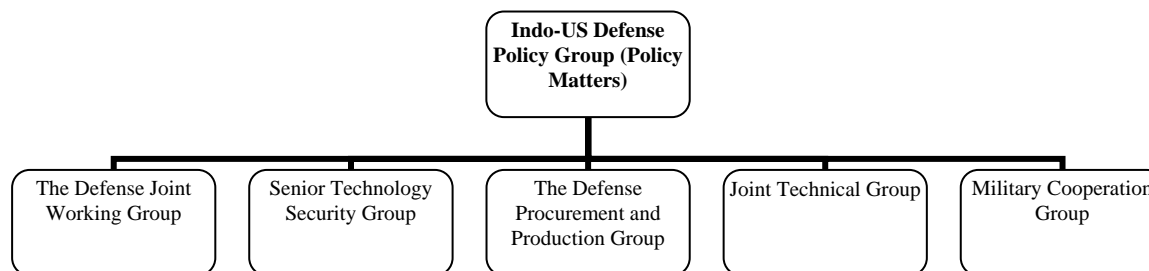 Indo-US Defense
Policy Group (Policy
Matters)
The Defense Joint
Working Group
Senior Technology
Security Group
The Defense
Procurement and
Production Group
Joint Technical Group
Military Cooperation
Group